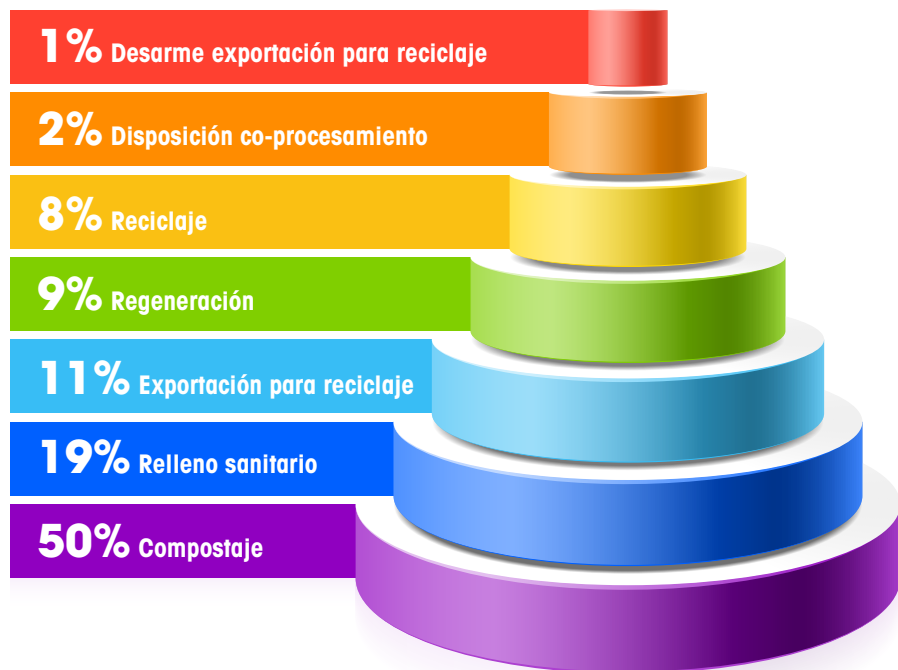 1% Desarme exportación para reciclaje
2% Disposición co-procesamiento
8% Reciclaje
9% Regeneración
11% Exportación para reciclaje
19% Relleno sanitario
50% Compostaje